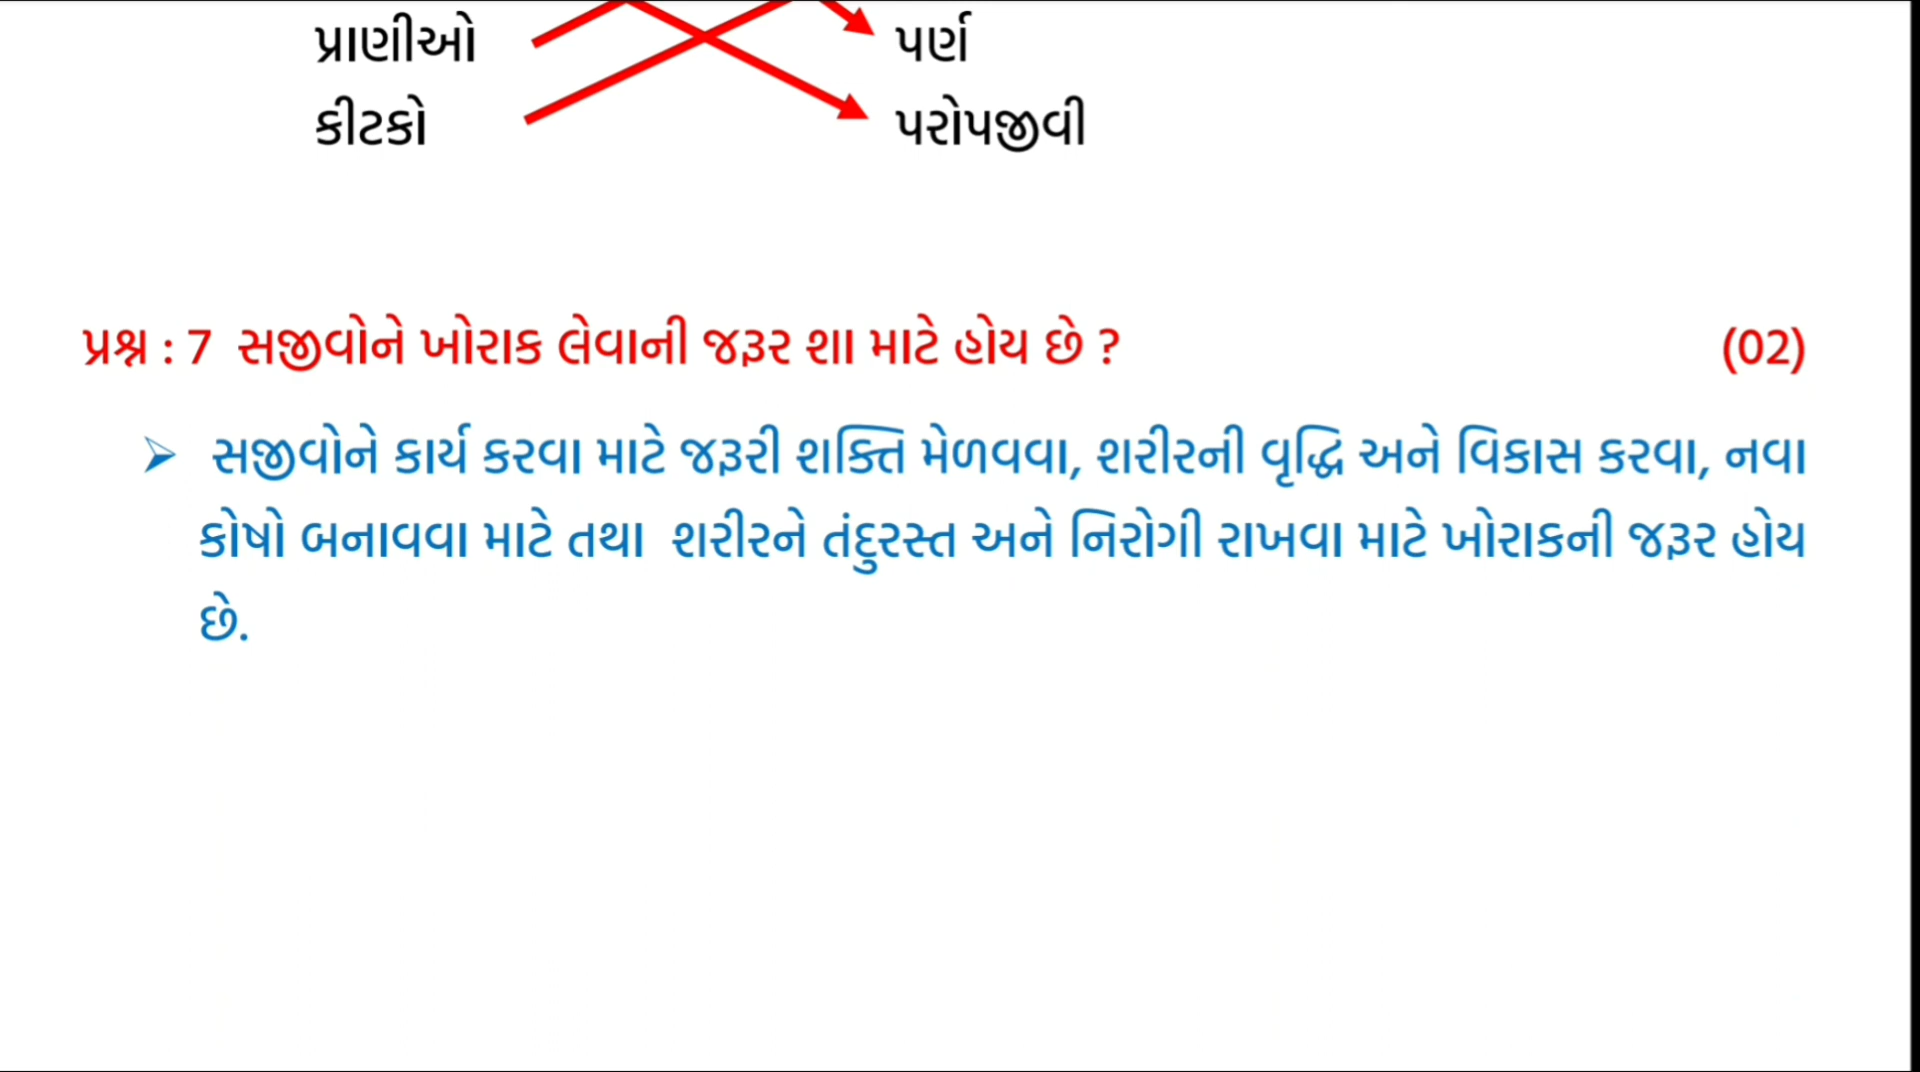 પ્રાણીઓ પર્ણ
કીટકો પરોપજીવી
પ્રશ્ન : 7 સજીવોને ખોરાક લેવાની જરૂર શા માટે હોય છે ? (02)
➢ સજીવોને કાર્ય કરવા માટે જરૂરી શક્તિ મેળવવા, શરીરની વૃદ્ધિ અને વિકાસ કરવા, નવા
કોષો બનાવવા માટે તથા શરીરને તંદુરસ્ત અને નિરોગી રાખવા માટે ખોરાકની જરૂર હોય
છે.